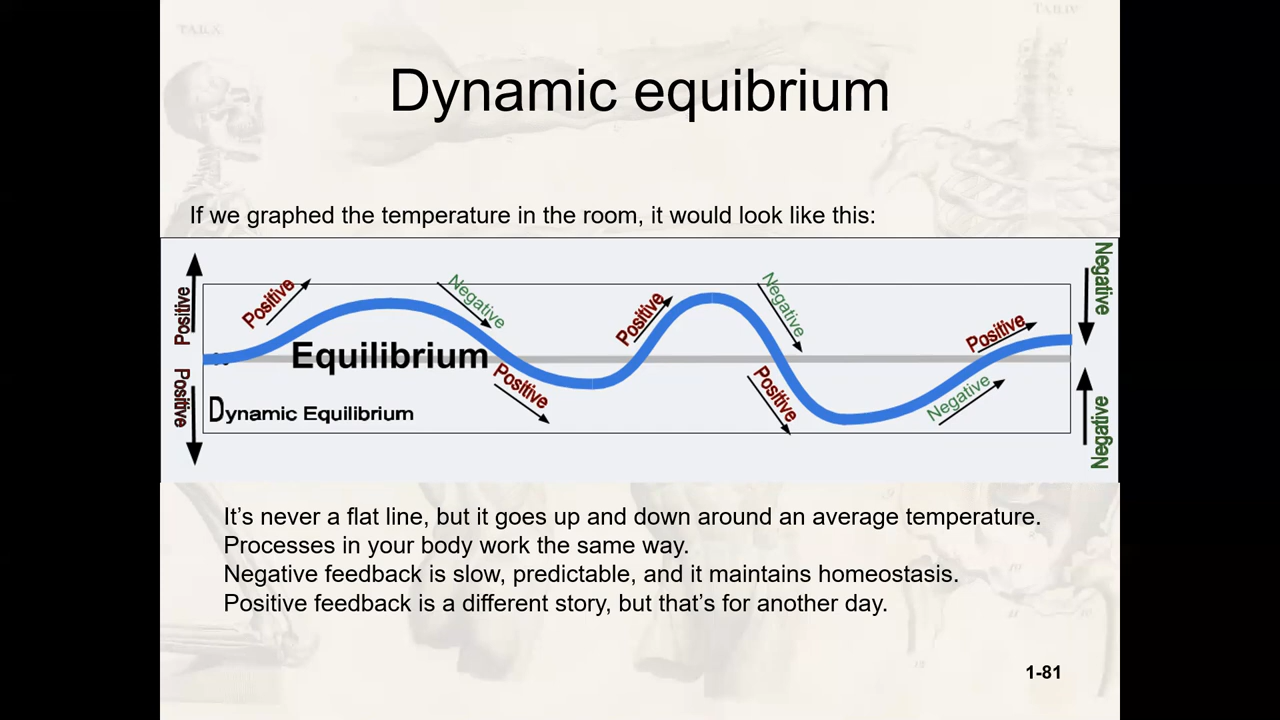 TAB.X
TAB.IV
Dynamic equibrium
If we graphed the temperature in the room, it would look like this:
Positive
Positive
Positive
Negative
Positive
Positive
Negative
Positive
Positive
Negative
Negative
Negative
Equilibrium
Dynamic Equilibrium
It’s never a flat line, but it goes up and down around an average temperature.
Processes in your body work the same way.
Negative feedback is slow, predictable, and it maintains homeostasis.
Positive feedback is a different story, but that’s for another day.
1-81